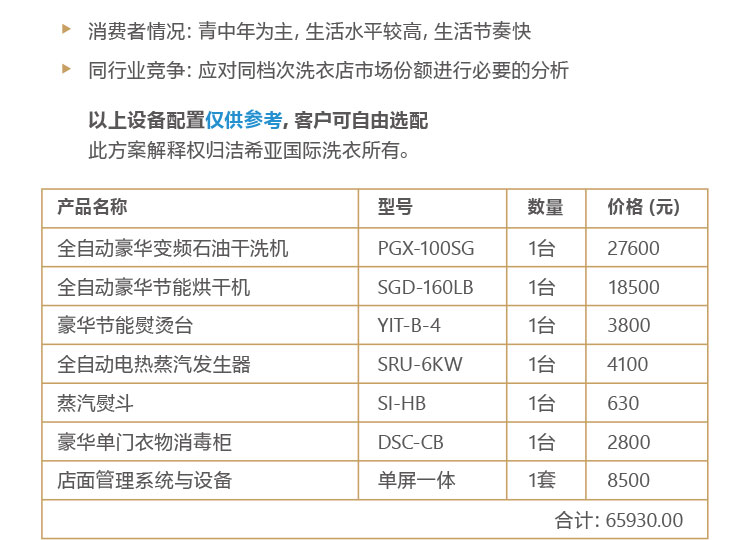 消费者情况: 青中年为主, 生活水平较高, 生活节奏快
同行业竞争: 应对同档次洗衣店市场份额进行必要的分析
以上设备配置仅供参考, 客户可自由选配
此方案解释权归洁希亚国际洗衣所有。
产品名称 型号 数量 价格 (元)
全自动豪华变频石油干洗机 PGX-100SG 1台 27600
全自动豪华节能烘干机 SGD-160LB 1台 18500
豪华节能熨烫台 YIT-B-4 1台 3800
全自动电热蒸汽发生器 SRU-6KW 1台 4100
蒸汽熨斗 SI-HB 1台 630
豪华单门衣物消毒柜 DSC-CB 1台 2800
店面管理系统与设备 单屏一体 1套 8500
合计: 65930.00